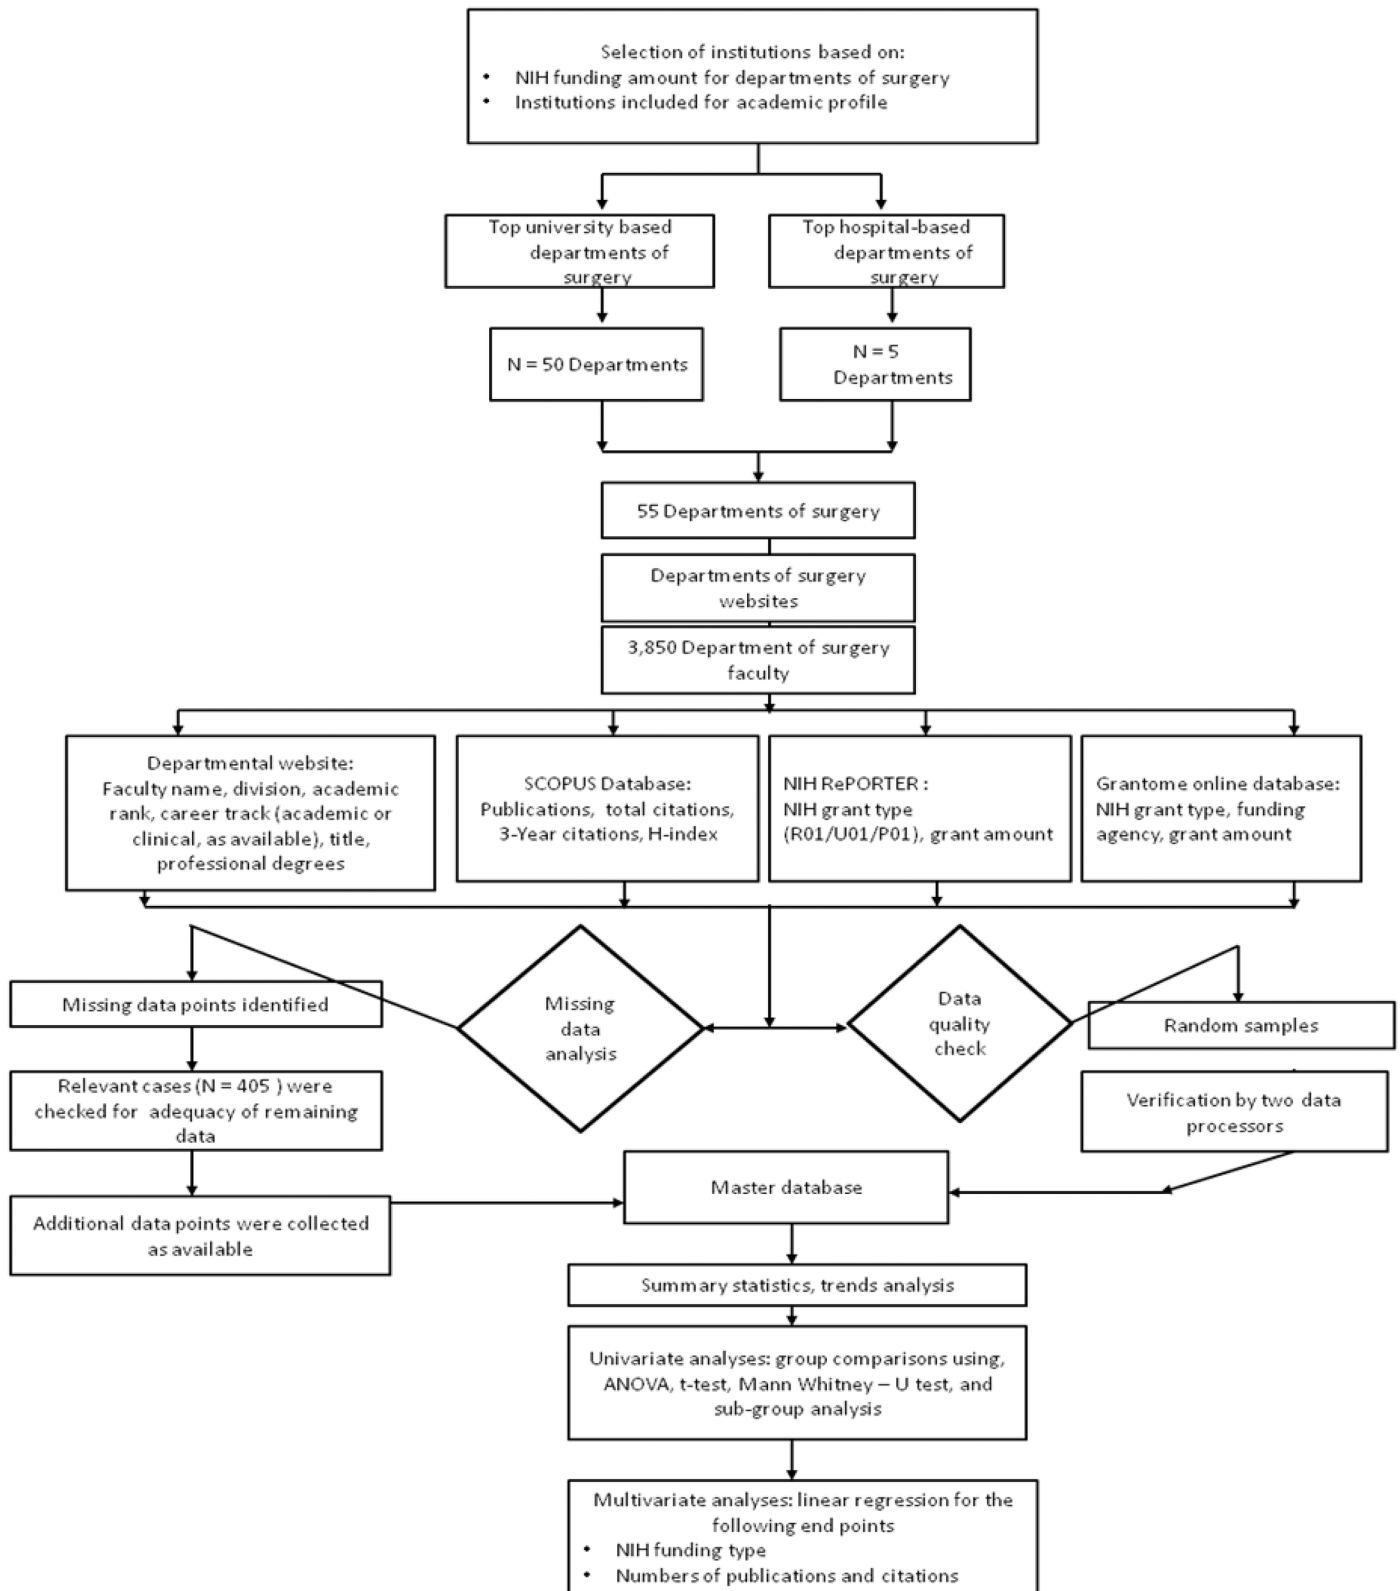 Selection of institutions based on:
• NIH funding amount for departments of surgery
• Institutions included for academic profile
Top university based
departments of
surgery
Top hospital-based
departments of
surgery
N = 50 Departments
N = 5
Departments
55 Departments of surgery
Departments of surgery
websites
3,850 Department of surgery
faculty
Departmental website:
Faculty name, division, academic
rank, career track (academic or
clinical, as available), title,
professional degrees
SCOPUS Database:
Publications, total citations,
3-Year citations, H-index
NIH RePORTER :
NIH grant type
(R01/U01/P01), grant amount
Grantome online database:
NIH grant type, funding
agency, grant amount
Missing data points identified
Missing
data
analysis
Data
quality
check
Random samples
Relevant cases (N = 405 ) were
checked for adequacy of remaining
data
Verification by two data
processors
Master database
Additional data points were collected
as available
Summary statistics, trends analysis
Univariate analyses: group comparisons using,
ANOVA, t-test, Mann Whitney – U test, and
sub-group analysis
Multivariate analyses: linear regression for the
following end points
• NIH funding type
• Numbers of publications and citations